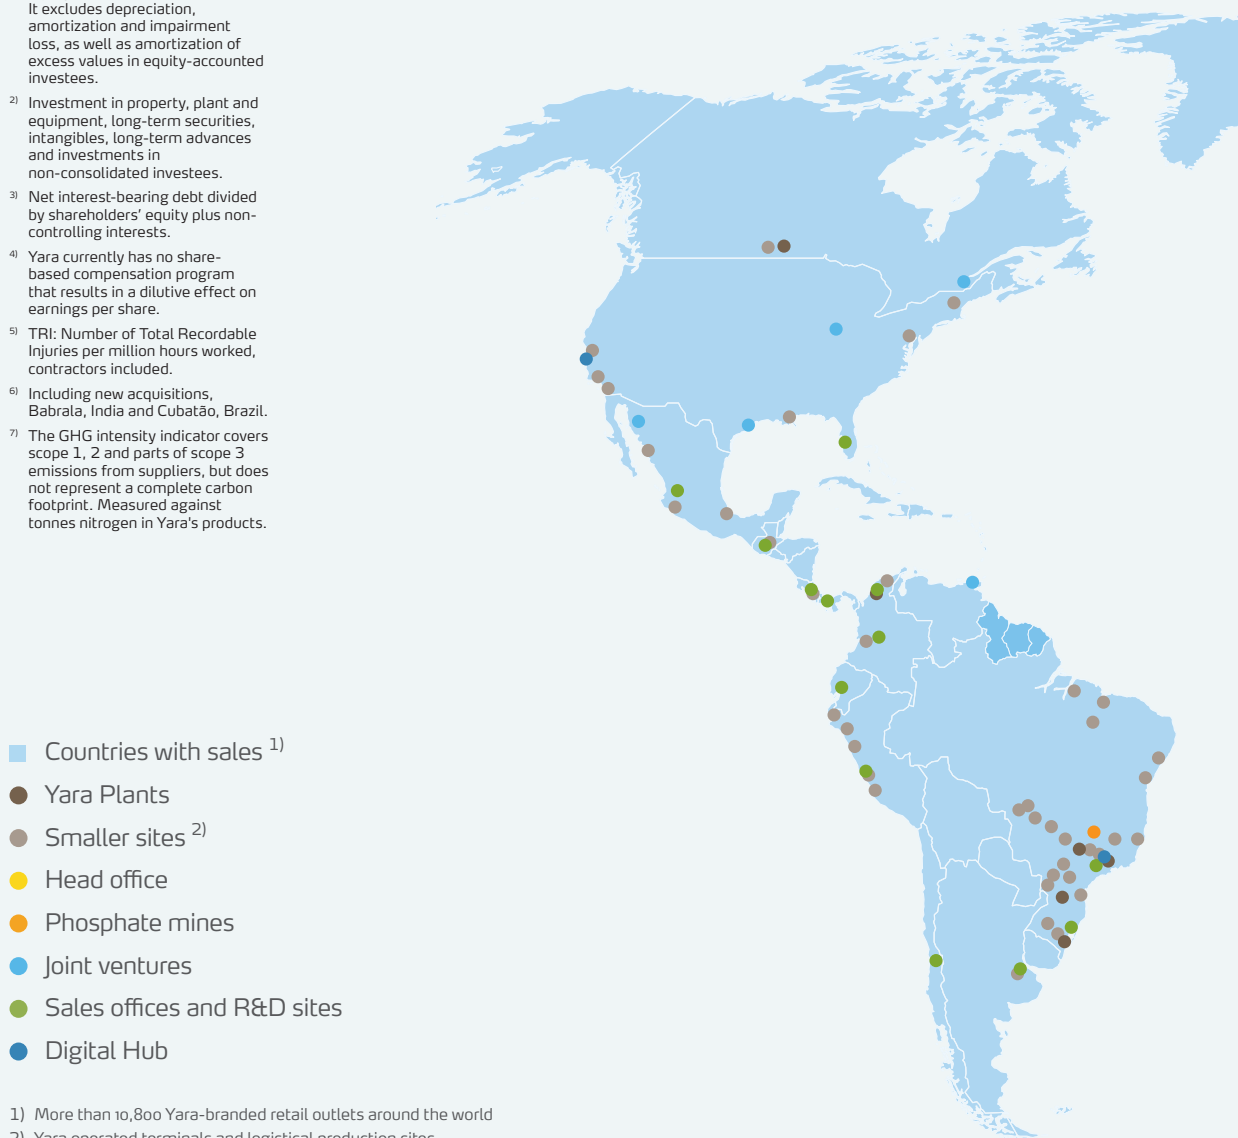 It excludes depreciation,
amortization and impairment
loss, as well as amortization of
excess values in equity-accounted
investees.
2) Investment in property, plant and
equipment, long-term securities,
intangibles, long-term advances
and investments in
non-consolidated investees.
3) Net interest-bearing debt divided
by shareholders' equity plus non-
controlling interests.
4) Yara currently has no share-
based compensation program
that results in a dilutive effect on
earnings per share.
5) TRI: Number of Total Recordable
Injuries per million hours worked,
contractors included.
6) Including new acquisitions,
Babrala, India and Cubatão, Brazil.
7) The GHG intensity indicator covers
scope 1, 2 and parts of scope 3
emissions from suppliers, but does
not represent a complete carbon
footprint. Measured against
tonnes nitrogen in Yara's products.
Countries with sales 1)
Yara Plants
Smaller sites 2)
Head office
Phosphate mines
Joint ventures
Sales offices and R&D sites
Digital Hub
1) More than 10,800 Yara-branded retail outlets around the world
2) Yara operated terminals and logistical production sites